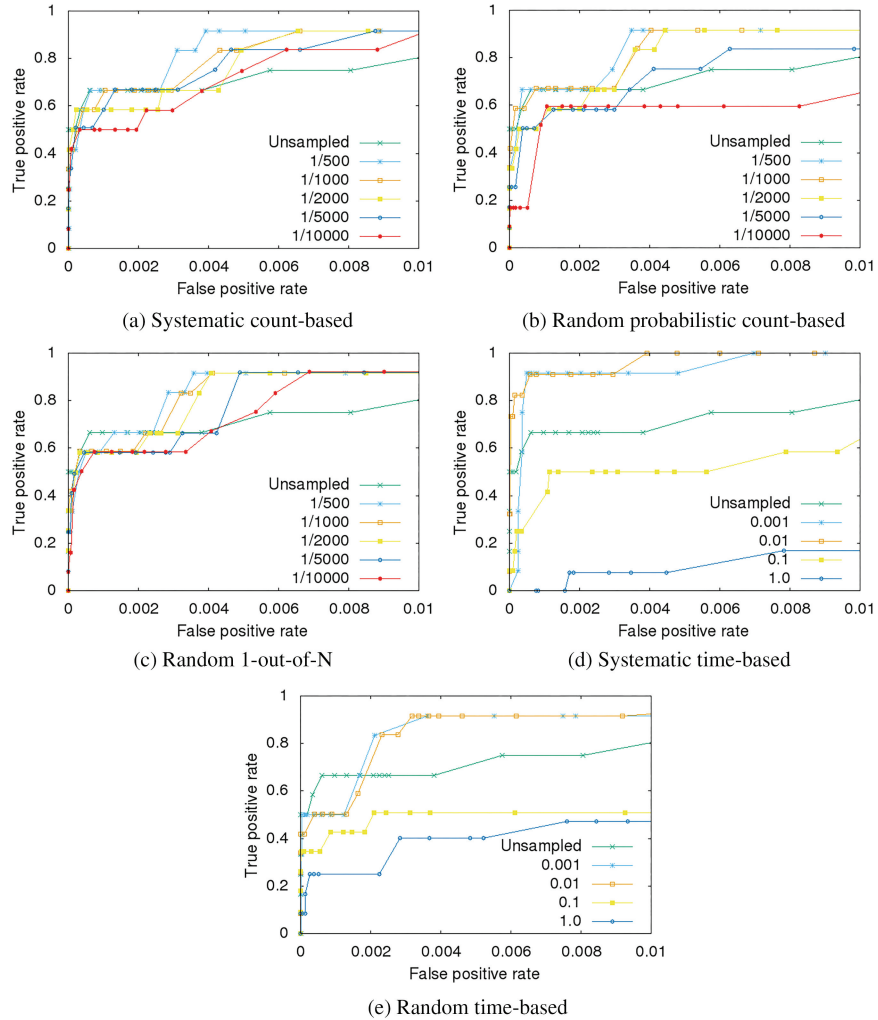 1
0.8
0.6
0.4
0.2
0
True positive rate
Unsampled
1/500
1/1000
1/2000
1/5000
1/10000
0 0.002 0.004 0.006 0.008 0.01
False positive rate
(a) Systematic count-based
1
0.8
0.6
0.4
0.2
0
True positive rate
Unsampled
1/500
1/1000
1/2000
1/5000
1/10000
0 0.002 0.004 0.006 0.008 0.01
False positive rate
(b) Random probabilistic count-based
1
0.8
0.6
0.4
0.2
0
True positive rate
Unsampled
1/500
1/1000
1/2000
1/5000
1/10000
0 0.002 0.004 0.006 0.008 0.01
False positive rate
(c) Random 1-out-of-N
1
0.8
0.6
0.4
0.2
0
True positive rate
Unsampled
0.001
0.01
0.1
1.0
0 0.002 0.004 0.006 0.008 0.01
False positive rate
(d) Systematic time-based
1
0.8
0.6
0.4
0.2
0
True positive rate
Unsampled
0.001
0.01
0.1
1.0
0 0.002 0.004 0.006 0.008 0.01
False positive rate
(e) Random time-based